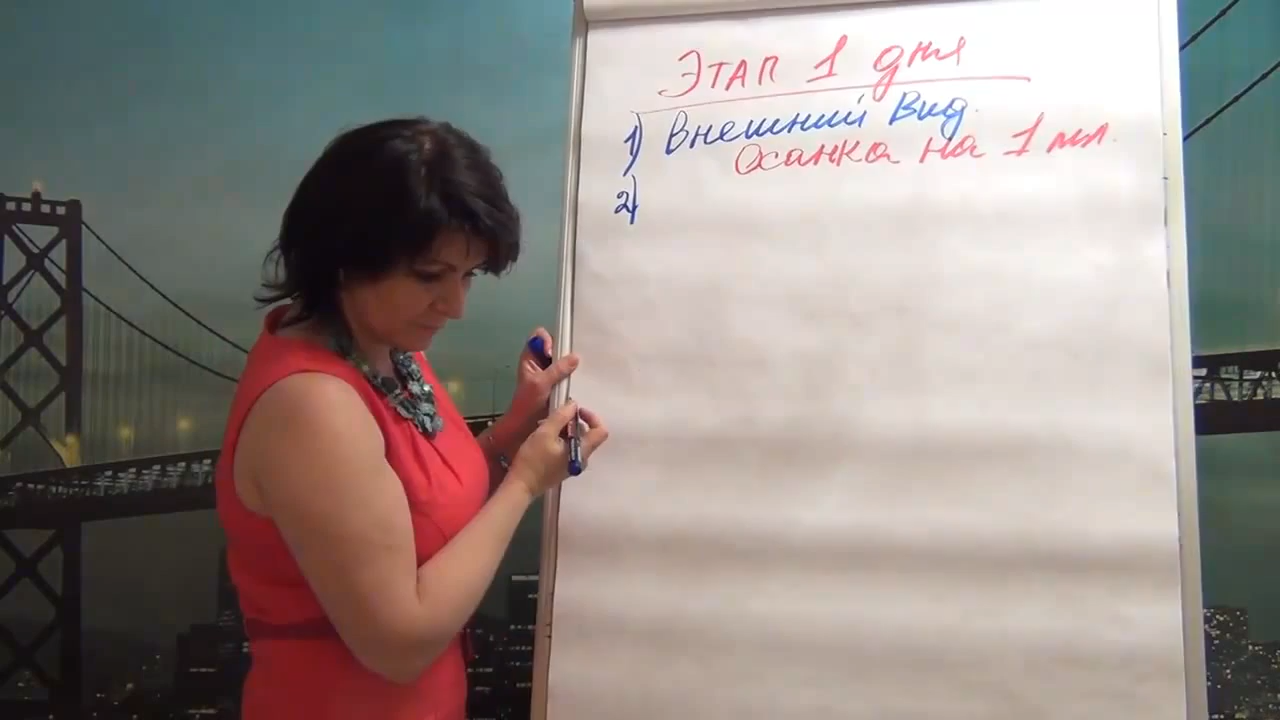 Этап 1 дня
1) Внешний вид.
Осанка на 1 мл.
2)